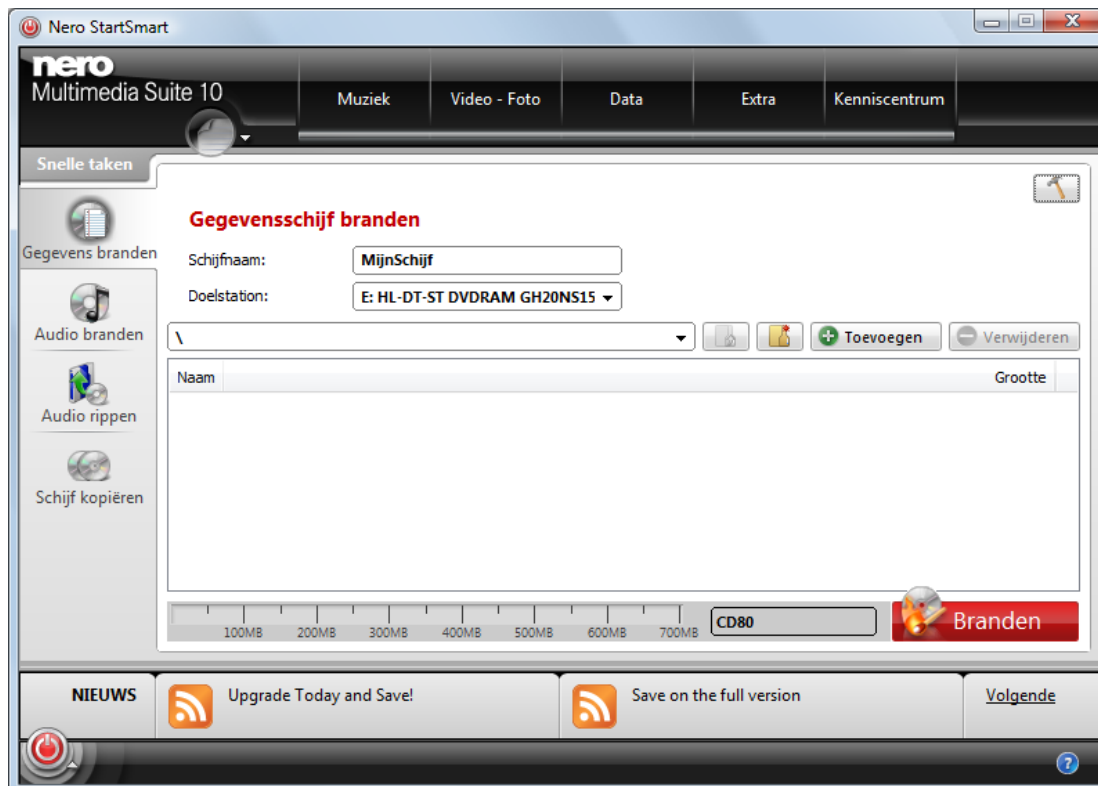 Nero StartSmart
nero
Multimedia Suite 10
Muziek
Video - Foto
Data
Extra
Kenniscentrum
Snelle taken
Gegevens branden
Audio branden
Audio rippen
Schijf kopiëren
Gegevensschijf branden
Schijfnaam:
MijnSchijf
Doelstation:
E: HL-DT-ST DVDRAM GH20NS15
\
Toevoegen
Verwijderen
Naam
Grootte
100MB
200MB
300MB
400MB
500MB
600MB
700MB
CD80
Branden
NIEUWS
Upgrade Today and Save!
Save on the full version
Volgende
?